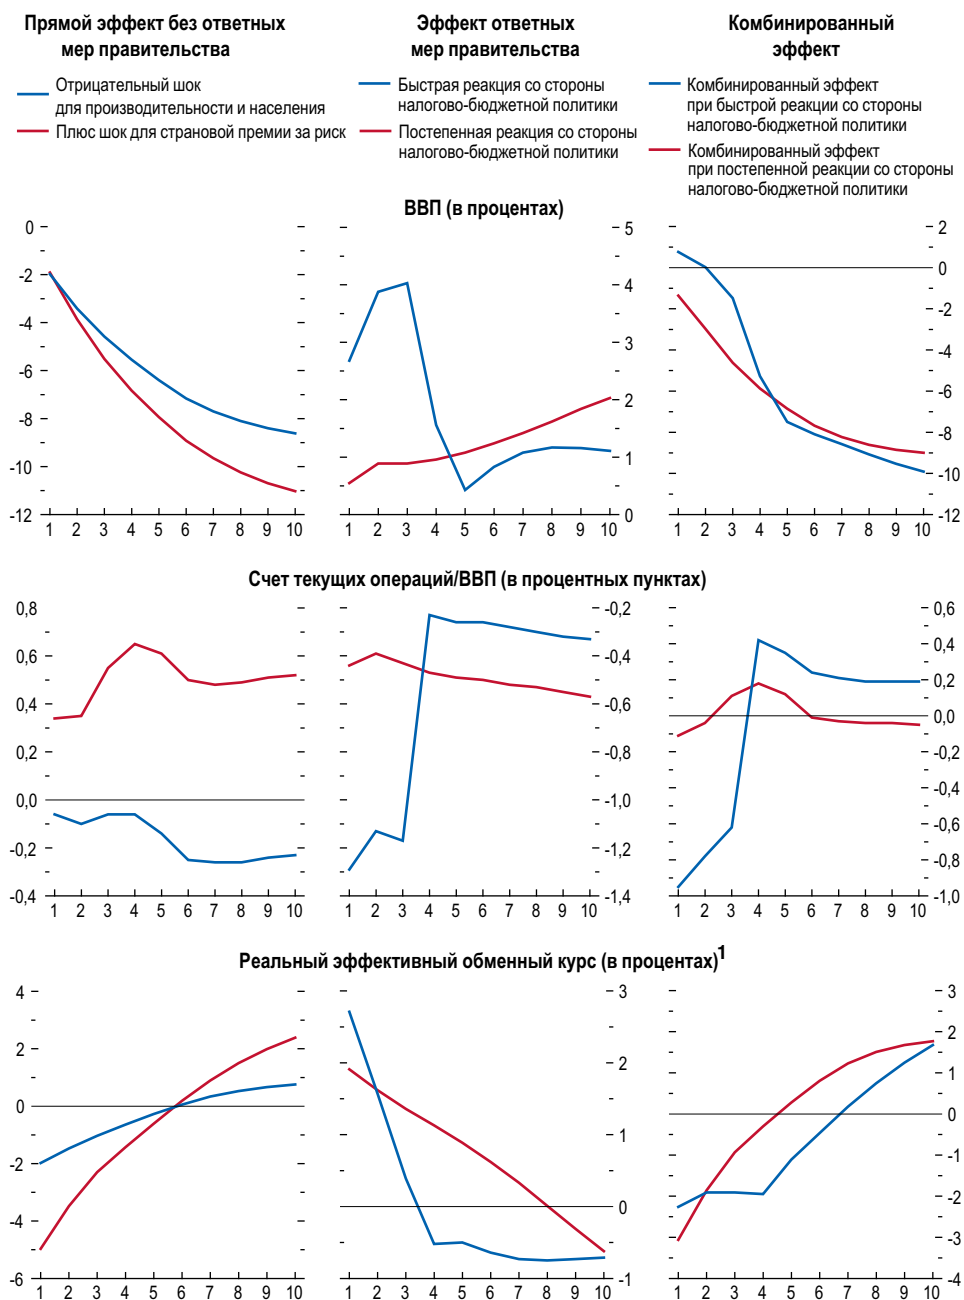 Прямой эффект без ответных
мер правительства
Отрицательный шок
для производительности и населения
Плюс шок для страновой премии за риск
Эффект ответных
мер правительства
Быстрая реакция со стороны
налогово-бюджетной политики
Постепенная реакция со стороны
налогово-бюджетной политики
Комбинированный
эффект
Комбинированный эффект
при быстрой реакции со стороны
налогово-бюджетной политики
Комбинированный эффект
при постепенной реакции со стороны
налогово-бюджетной политики
ВВП (в процентах)
0
-2
-4
-6
-8
-10
-12
1 2 3 4 5 6 7 8 9 10
5
4
3
2
1
0
1 2 3 4 5 6 7 8 9 10
2
0
-2
-4
-6
-8
-10
-12
1 2 3 4 5 6 7 8 9 10
Счет текущих операций/ВВП (в процентных пунктах)
0,8
0,6
0,4
0,2
0,0
-0,2
-0,4
1 2 3 4 5 6 7 8 9 10
-0,2
-0,4
-0,6
-0,8
-1,0
-1,2
-1,4
1 2 3 4 5 6 7 8 9 10
0,6
0,4
0,2
0,0
-0,2
-0,4
-0,6
-0,8
-1,0
1 2 3 4 5 6 7 8 9 10
Реальный эффективный обменный курс (в процентах)1
4
2
0
-2
-4
-6
1 2 3 4 5 6 7 8 9 10
3
2
1
0
-1
1 2 3 4 5 6 7 8 9 10
3
2
1
0
-1
-2
-3
-4
1 2 3 4 5 6 7 8 9 10